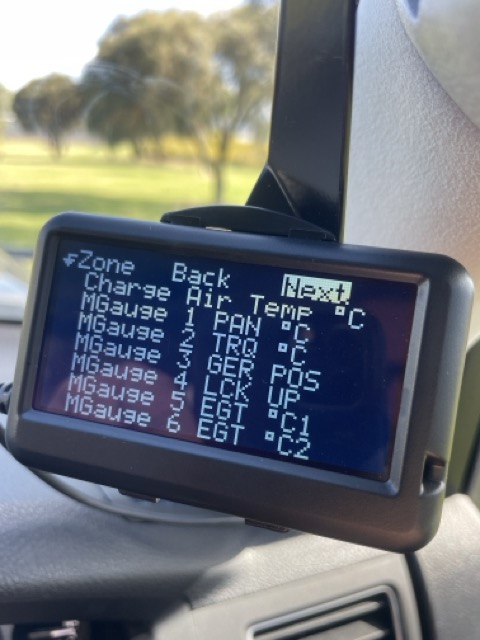 Zone Back Next
Charge Air Temp °C
MGauge 1 PAN °C
MGauge 2 TRQ °C
MGauge 3 GER POS
MGauge 4 LCK UP
MGauge 5 EGT °C1
MGauge 6 EGT °C2